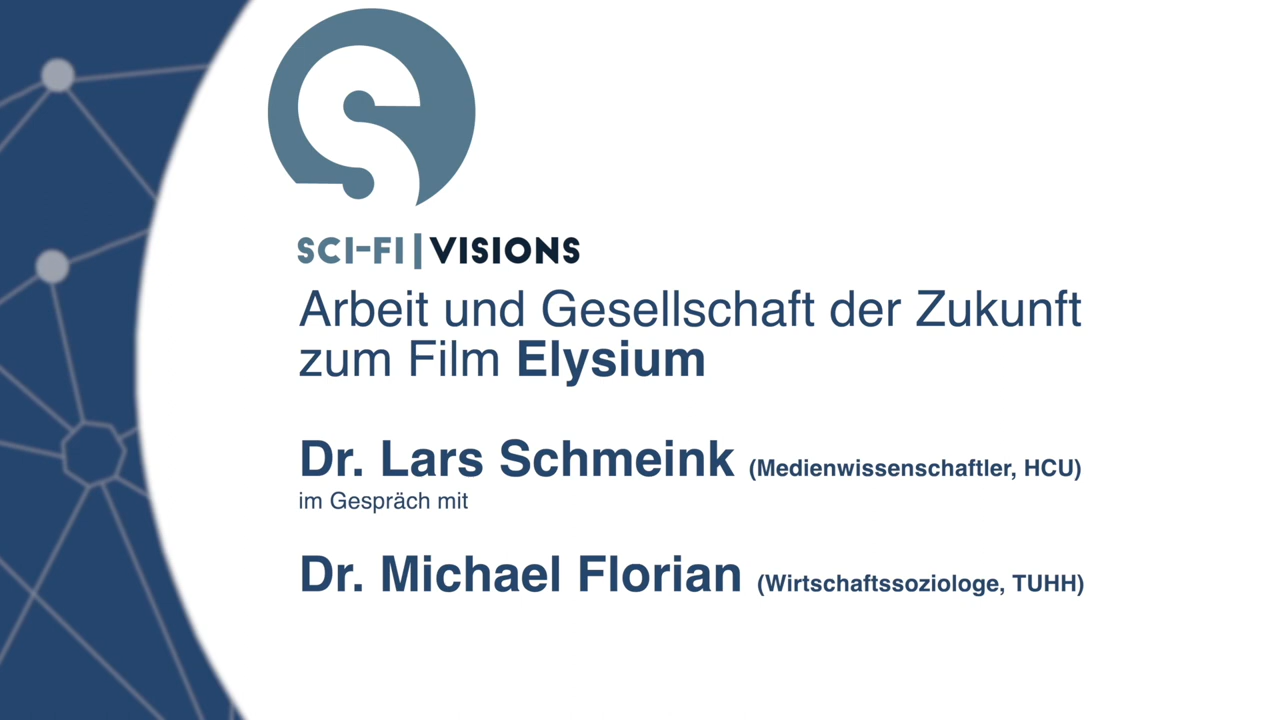 SCI-FI|VISIONS
Arbeit und Gesellschaft der Zukunft
zum Film Elysium
Dr. Lars Schmeink (Medienwissenschaftler, HCU)
im Gespräch mit
Dr. Michael Florian (Wirtschaftssoziologe, TUHH)